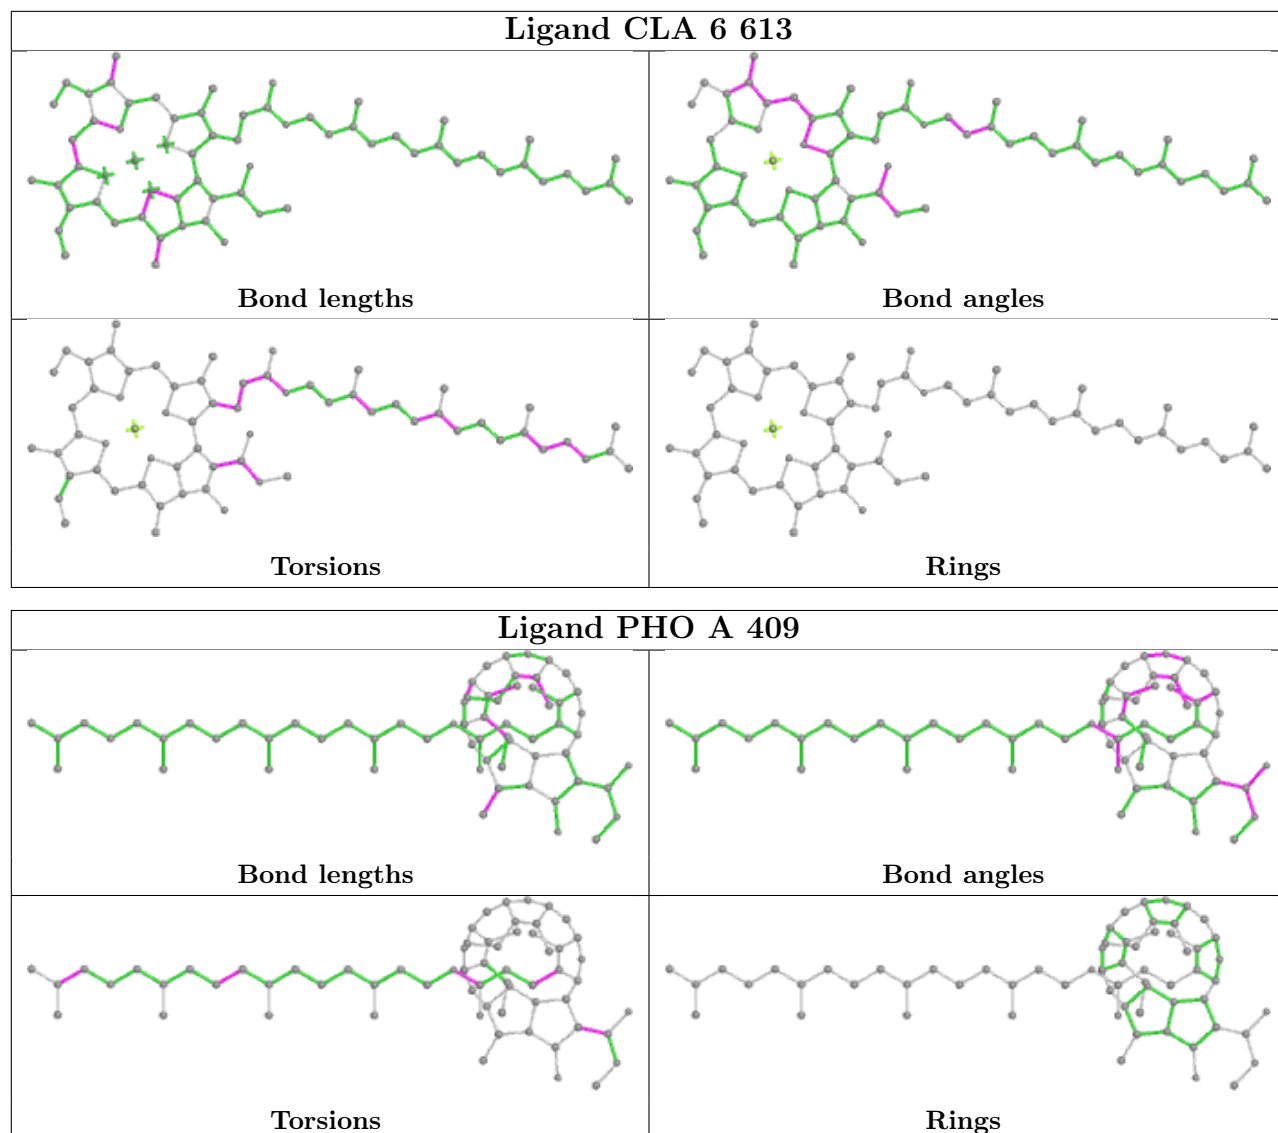 Ligand CLA 6 613
Bond lengths
Bond angles
Torsions
Rings
Ligand PHO A 409
Bond lengths
Bond angles
Torsions
Rings